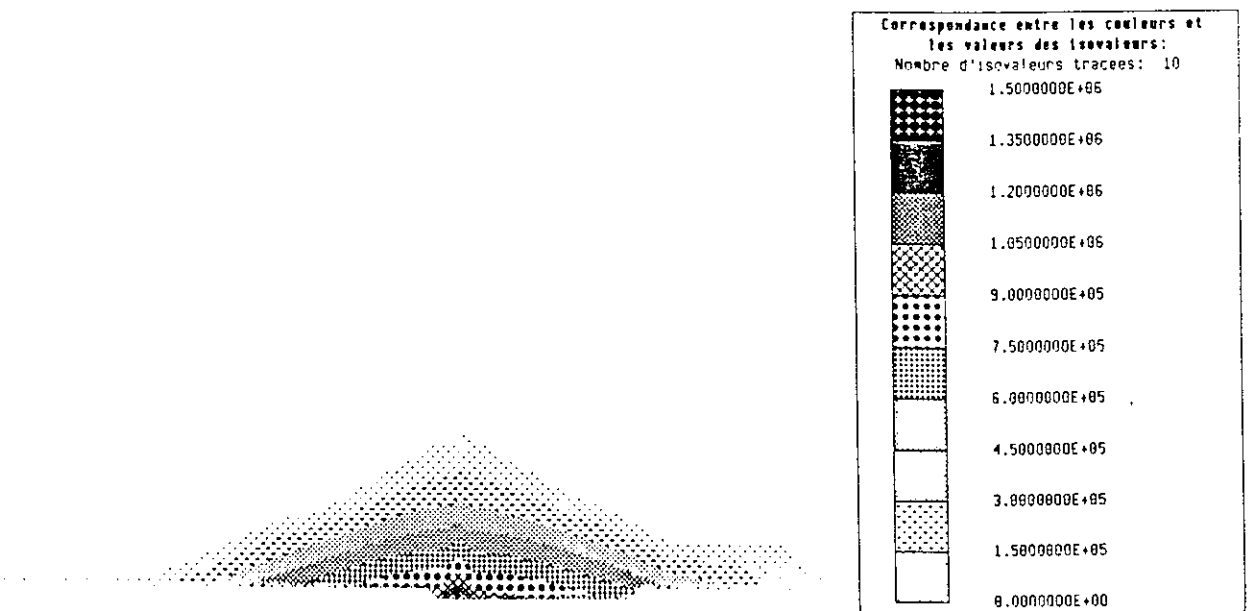 Correspondance entre les couleurs et
les valeurs des isovaleurs:
Nombre d'isovaleurs tracees: 10
1.5000000E+06
1.3500000E+06
1.2000000E+06
1.0500000E+06
9.0000000E+05
7.5000000E+05
6.0000000E+05
4.5000000E+05
3.0000000E+05
1.5000000E+05
0.0000000E+00